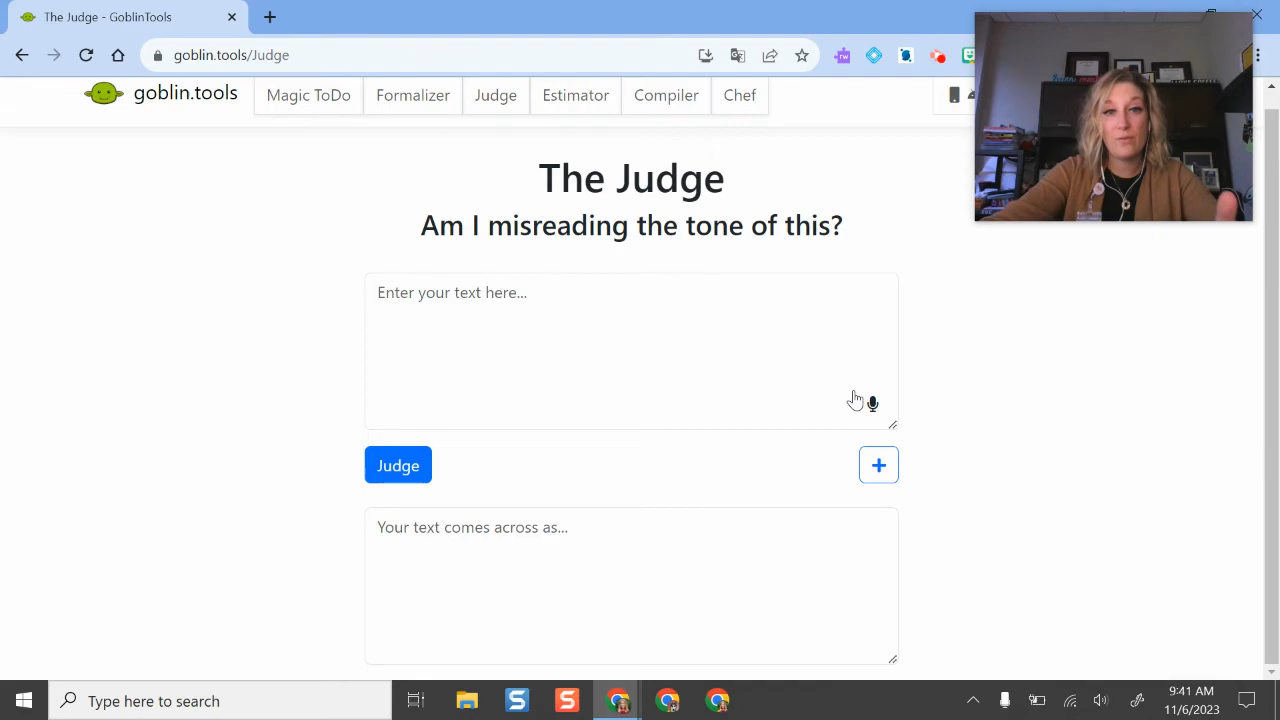 The Judge - GoblinTools
goblin.tools/Judge
goblin.tools
Magic ToDo
Formalizer
Judge
Estimator
Compiler
Chef
The Judge
Am I misreading the tone of this?
Enter your text here...
Judge
Your text comes across as...
Type here to search
9:41 AM
11/6/2023